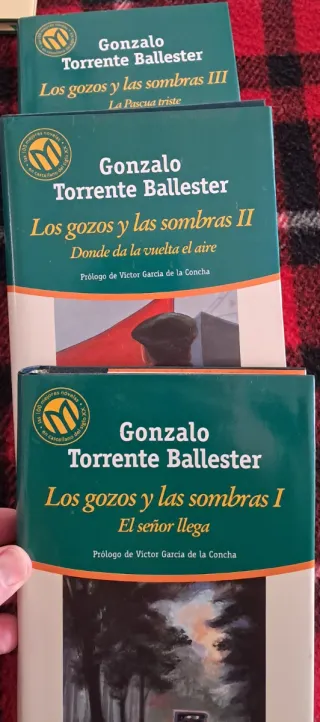 Gonzalo
Torrente Ballester
Los gozos y las sombras III
La Pascua triste
Gonzalo
Torrente Ballester
Los gozos y las sombras II
Donde da la vuelta el aire
Prólogo de Víctor García de la Concha
Gonzalo
Torrente Ballester
Los gozos y las sombras I
El señor llega
Prólogo de Víctor García de la Concha